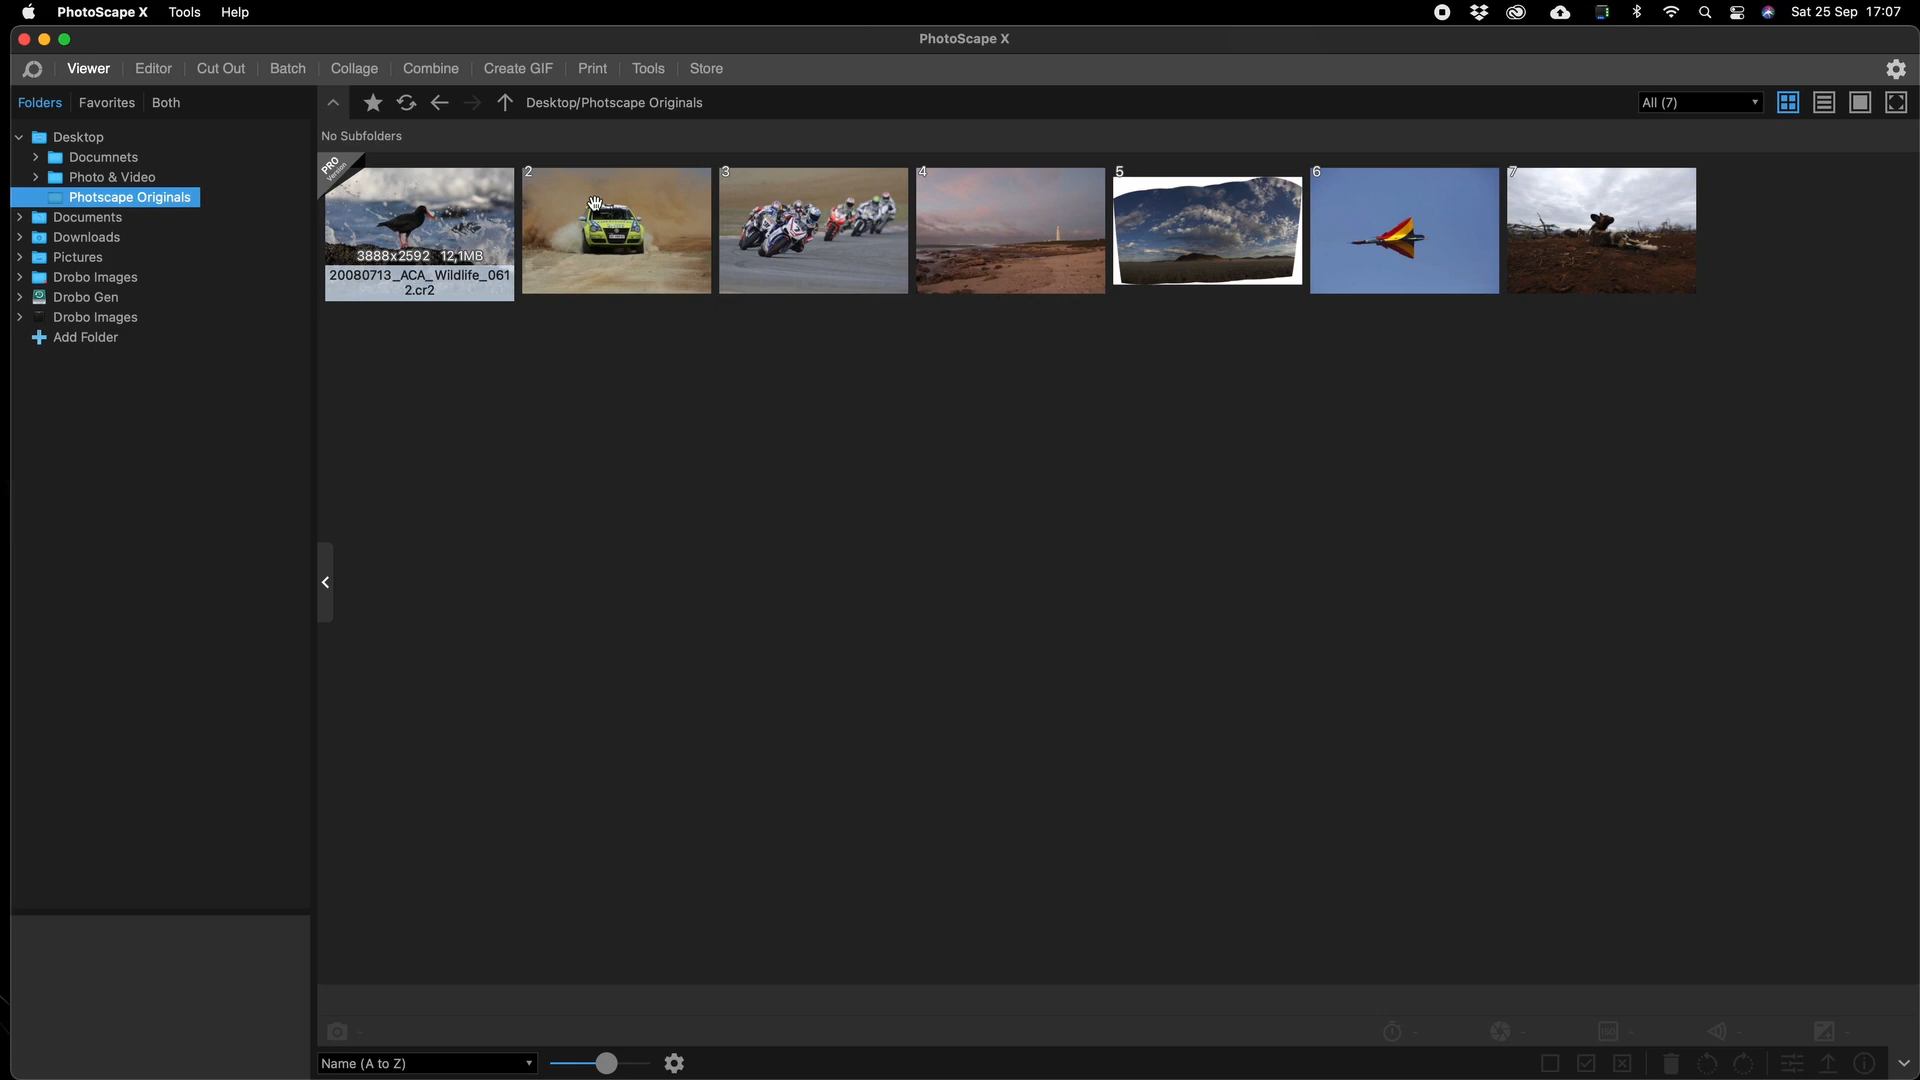 PhotoScape X Tools Help Sat 25 Sep 17:07
PhotoScape X
Viewer Editor Cut Out Batch Collage Combine Create GIF Print Tools Store
Folders Favorites Both
Desktop/Photscape Originals
All (7)
No Subfolders
Desktop
Documnets
Photo & Video
Photscape Originals
Documents
Downloads
Pictures
Drobo Images
Drobo Gen
Drobo Images
Add Folder
PRO
Version
3888x2592 12,1MB
20080713_ACA_Wildlife_061
2.cr2
2
3
4
5
6
7
- - - ISO - - -
Name (A to Z)